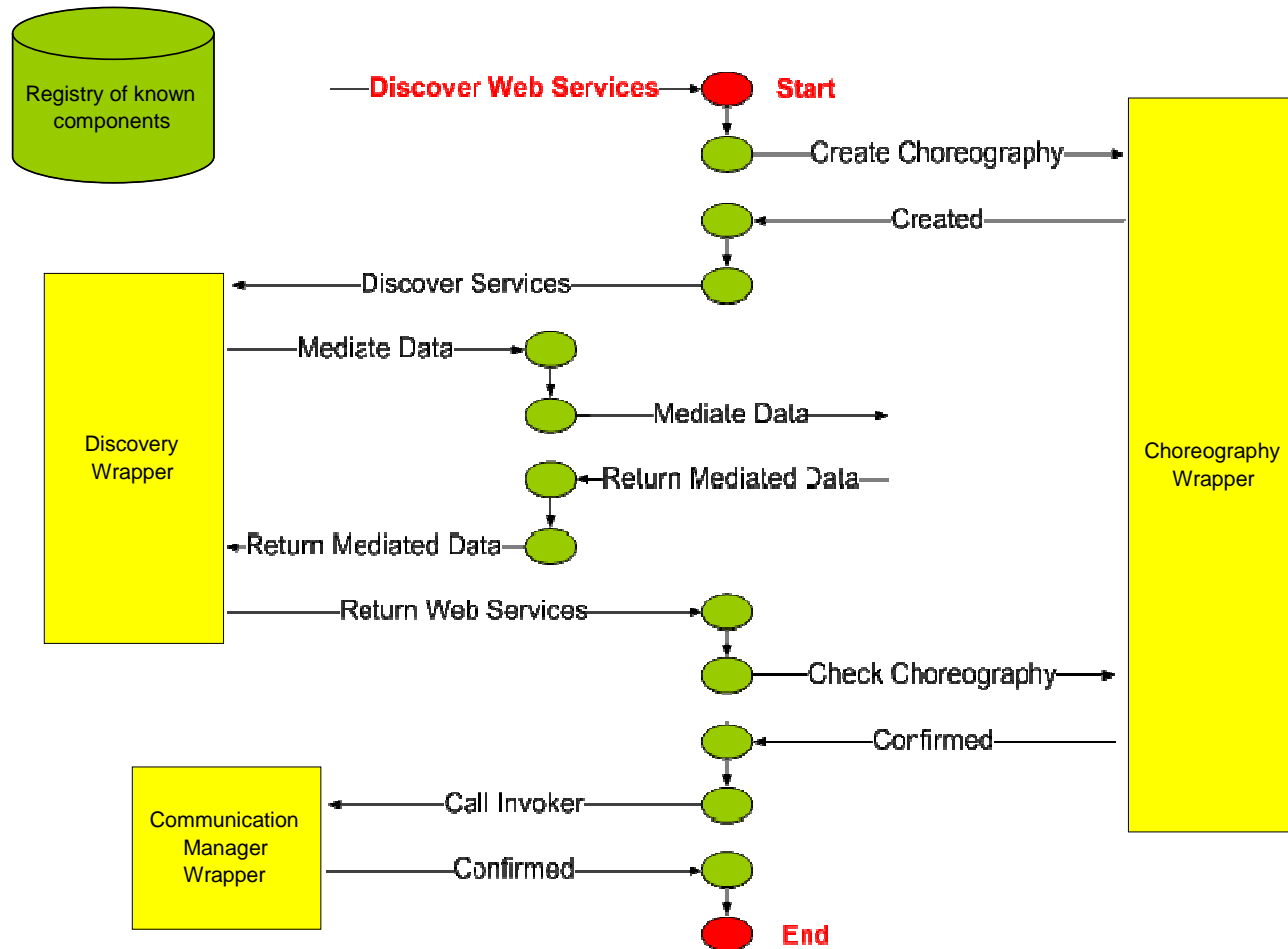 Registry of known
components
Discover Web Services
Start
Create Choreography
Created
Discover Services
Mediate Data
Mediate Data
Return Mediated Data
Return Mediated Data
Discovery
Wrapper
Choreography
Wrapper
Return Web Services
Check Choreography
Confirmed
Call Invoker
Communication
Manager
Wrapper
Confirmed
End